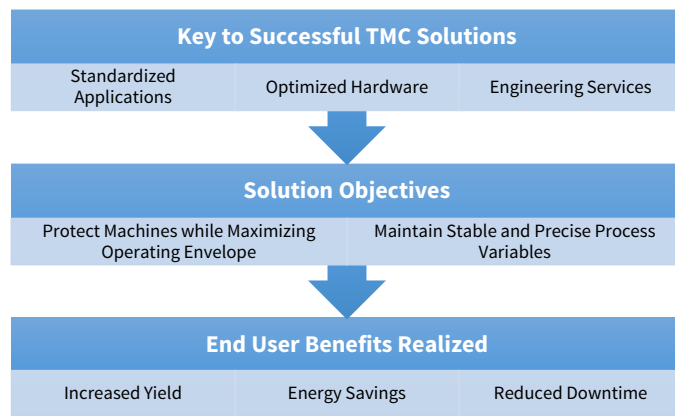 Key to Successful TMC Solutions
Standardized
Applications
Optimized Hardware
Engineering Services
Solution Objectives
Protect Machines while Maximizing
Operating Envelope
Maintain Stable and Precise Process
Variables
End User Benefits Realized
Increased Yield
Energy Savings
Reduced Downtime